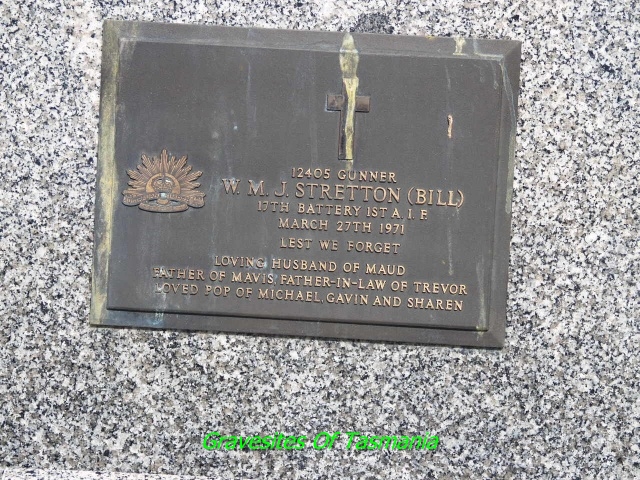 12405 GUNNER
W. M. J. STRETTON (BILL)
17TH BATTERY 1ST A. I. F.
MARCH 27TH 1971
LEST WE FORGET
LOVING HUSBAND OF MAUD
FATHER OF MAVIS, FATHER-IN-LAW OF TREVOR
LOVED POP OF MICHAEL, GAVIN AND SHAREN
Gravesites Of Tasmania